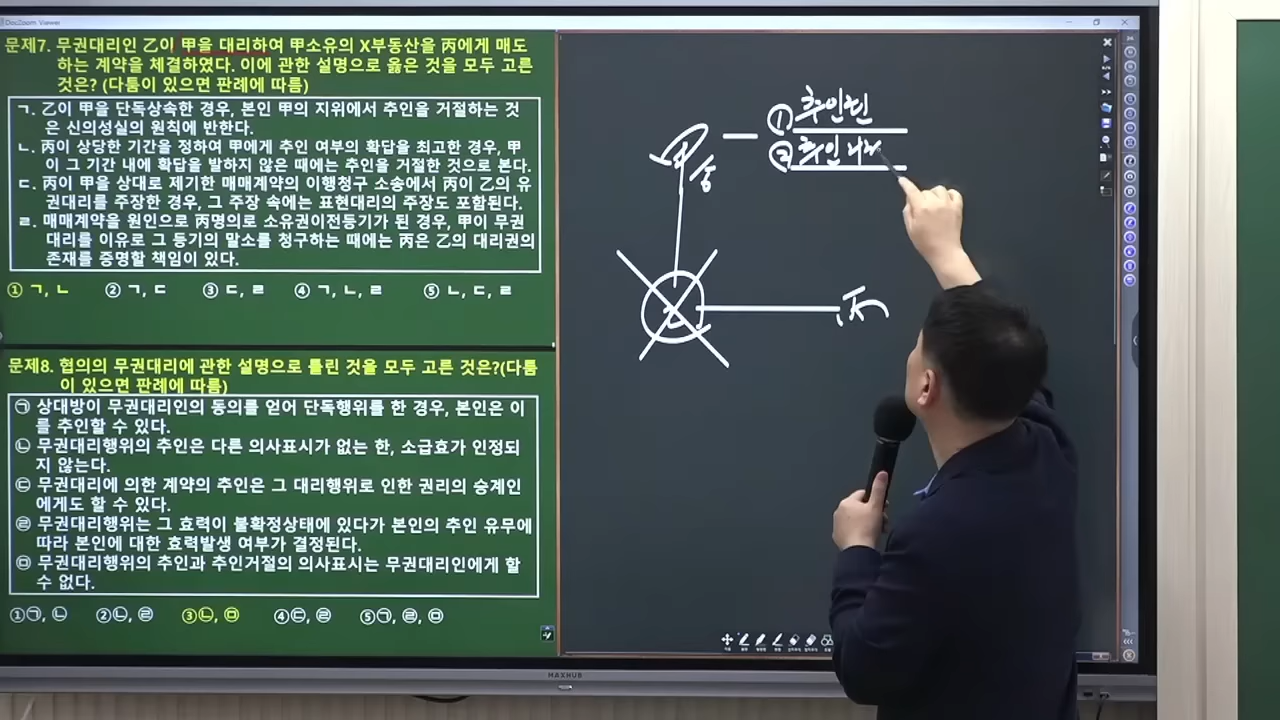 DocZoom Viewer
문제7. 무권대리인 乙이 甲을 대리하여 甲소유의 X부동산을 丙에게 매도
하는 계약을 체결하였다. 이에 관한 설명으로 옳은 것을 모두 고른
것은? (다툼이 있으면 판례에 따름)
ㄱ. 乙이 甲을 단독상속한 경우, 본인 甲의 지위에서 추인을 거절하는 것
은 신의성실의 원칙에 반한다.
ㄴ. 丙이 상당한 기간을 정하여 甲에게 추인 여부의 확답을 최고한 경우, 甲
이 그 기간 내에 확답을 발하지 않은 때에는 추인을 거절한 것으로 본다.
ㄷ. 丙이 甲을 상대로 제기한 매매계약의 이행청구 소송에서 丙이 乙의 유
권대리를 주장한 경우, 그 주장 속에는 표현대리의 주장도 포함된다.
ㄹ. 매매계약을 원인으로 丙명의로 소유권이전등기가 된 경우, 甲이 무권
대리를 이유로 그 등기의 말소를 청구하는 때에는 丙은 乙의 대리권의
존재를 증명할 책임이 있다.
① ㄱ, ㄴ ② ㄱ, ㄷ ③ ㄷ, ㄹ ④ ㄱ, ㄴ, ㄹ ⑤ ㄴ, ㄷ, ㄹ
문제8. 협의의 무권대리에 관한 설명으로 틀린 것을 모두 고른 것은?(다툼
이 있으면 판례에 따름)
㉠ 상대방이 무권대리인의 동의를 얻어 단독행위를 한 경우, 본인은 이
를 추인할 수 있다.
㉡ 무권대리행위의 추인은 다른 의사표시가 없는 한, 소급효가 인정되
지 않는다.
㉢ 무권대리에 의한 계약의 추인은 그 대리행위로 인한 권리의 승계인
에게도 할 수 있다.
㉣ 무권대리행위는 그 효력이 불확정상태에 있다가 본인의 추인 유무에
따라 본인에 대한 효력발생 여부가 결정된다.
㉤ 무권대리행위의 추인과 추인거절의 의사표시는 무권대리인에게 할
수 없다.
①㉠, ㉡ ②㉡, ㉣ ③㉡, ㉤ ④㉢, ㉣ ⑤㉠, ㉣, ㉤
① 추인권
② 추인
甲
乙
丙
MAXHUB